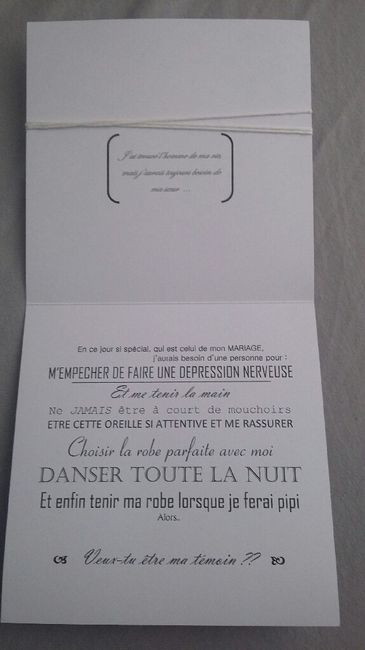 J'ai trouvé l'homme de ma vie,
mais j'aurais toujours besoin de
ma sœur ...
En ce jour si spécial, qui est celui de mon MARIAGE,
j'aurais besoin d'une personne pour :
M'EMPECHER DE FAIRE UNE DEPRESSION NERVEUSE
Et me tenir la main
Ne JAMAIS être à court de mouchoirs
ETRE CETTE OREILLE SI ATTENTIVE ET ME RASSURER
Choisir la robe parfaite avec moi
DANSER TOUTE LA NUIT
Et enfin tenir ma robe lorsque je ferai pipi
Alors..
Veux-tu être ma témoin ??